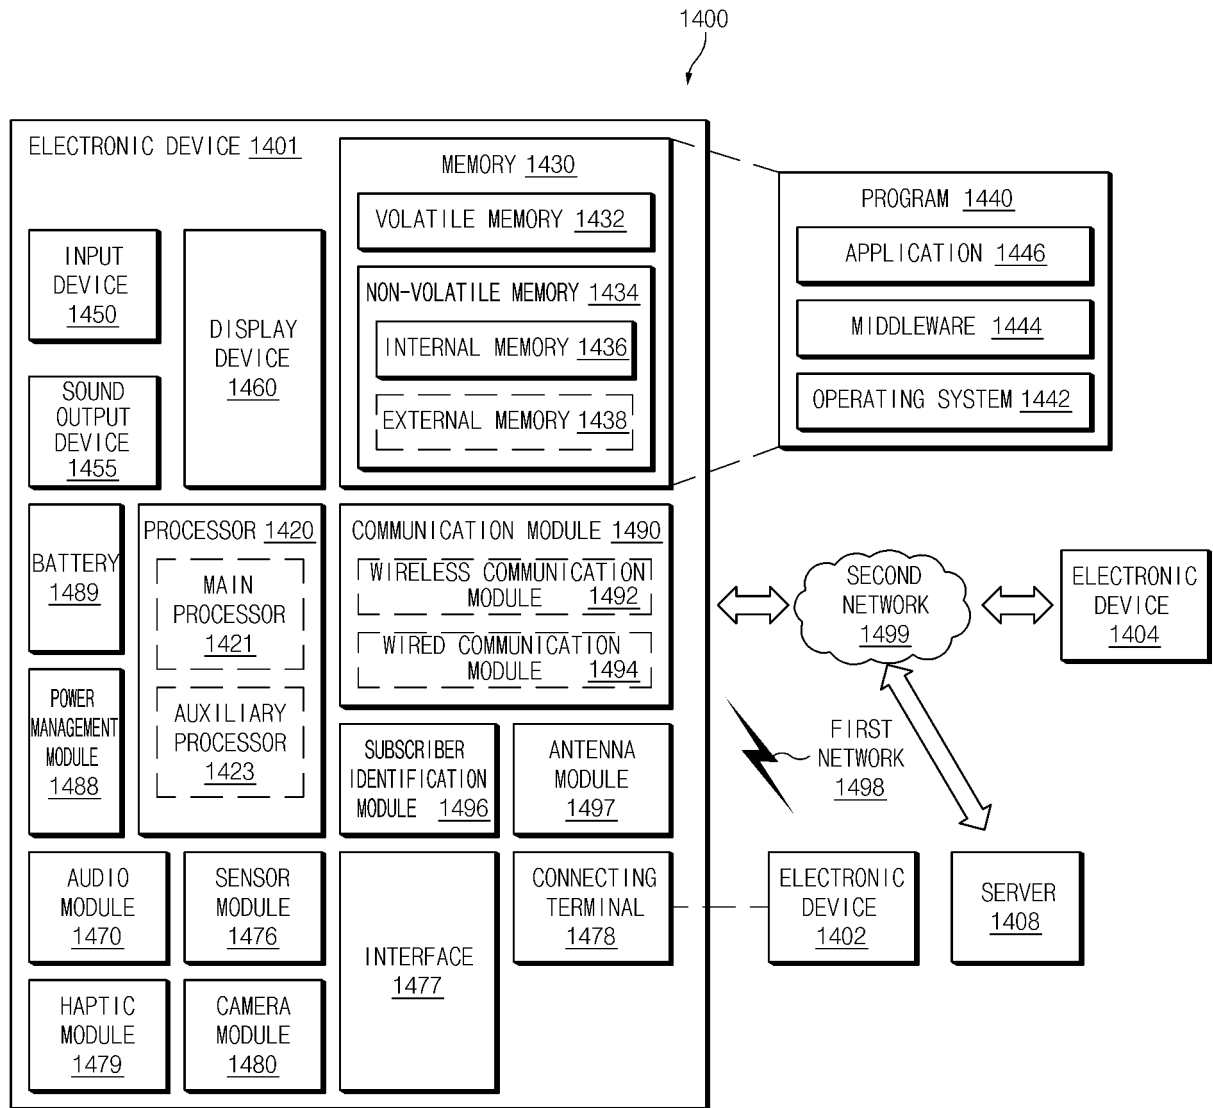 1400
ELECTRONIC DEVICE 1401
MEMORY 1430
VOLATILE MEMORY 1432
NON-VOLATILE MEMORY 1434
INTERNAL MEMORY 1436
EXTERNAL MEMORY 1438
PROGRAM 1440
APPLICATION 1446
MIDDLEWARE 1444
OPERATING SYSTEM 1442
INPUT
DEVICE
1450
DISPLAY
DEVICE
1460
SOUND
OUTPUT
DEVICE
1455
BATTERY
1489
PROCESSOR 1420
MAIN
PROCESSOR
1421
AUXILIARY
PROCESSOR
1423
COMMUNICATION MODULE 1490
WIRELESS COMMUNICATION
MODULE 1492
WIRED COMMUNICATION
MODULE 1494
SECOND
NETWORK
1499
ELECTRONIC
DEVICE
1404
POWER
MANAGEMENT
MODULE
1488
SUBSCRIBER
IDENTIFICATION
MODULE 1496
ANTENNA
MODULE
1497
FIRST
NETWORK
1498
AUDIO
MODULE
1470
SENSOR
MODULE
1476
INTERFACE
1477
CONNECTING
TERMINAL
1478
ELECTRONIC
DEVICE
1402
SERVER
1408
HAPTIC
MODULE
1479
CAMERA
MODULE
1480